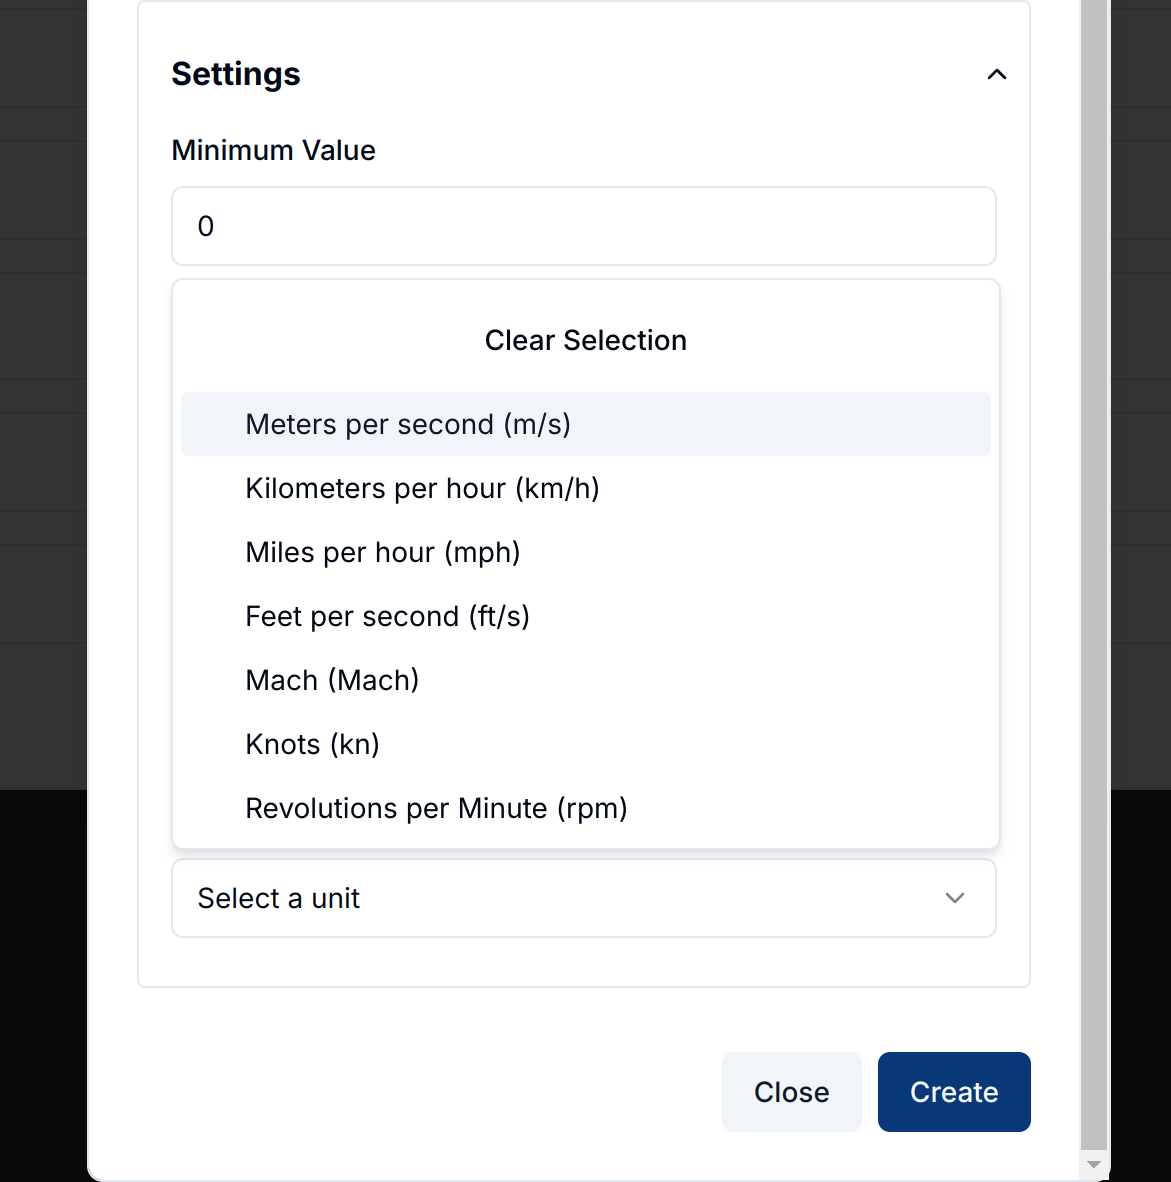 Settings
Minimum Value
0
Clear Selection
Meters per second (m/s)
Kilometers per hour (km/h)
Miles per hour (mph)
Feet per second (ft/s)
Mach (Mach)
Knots (kn)
Revolutions per Minute (rpm)
Select a unit
Close
Create